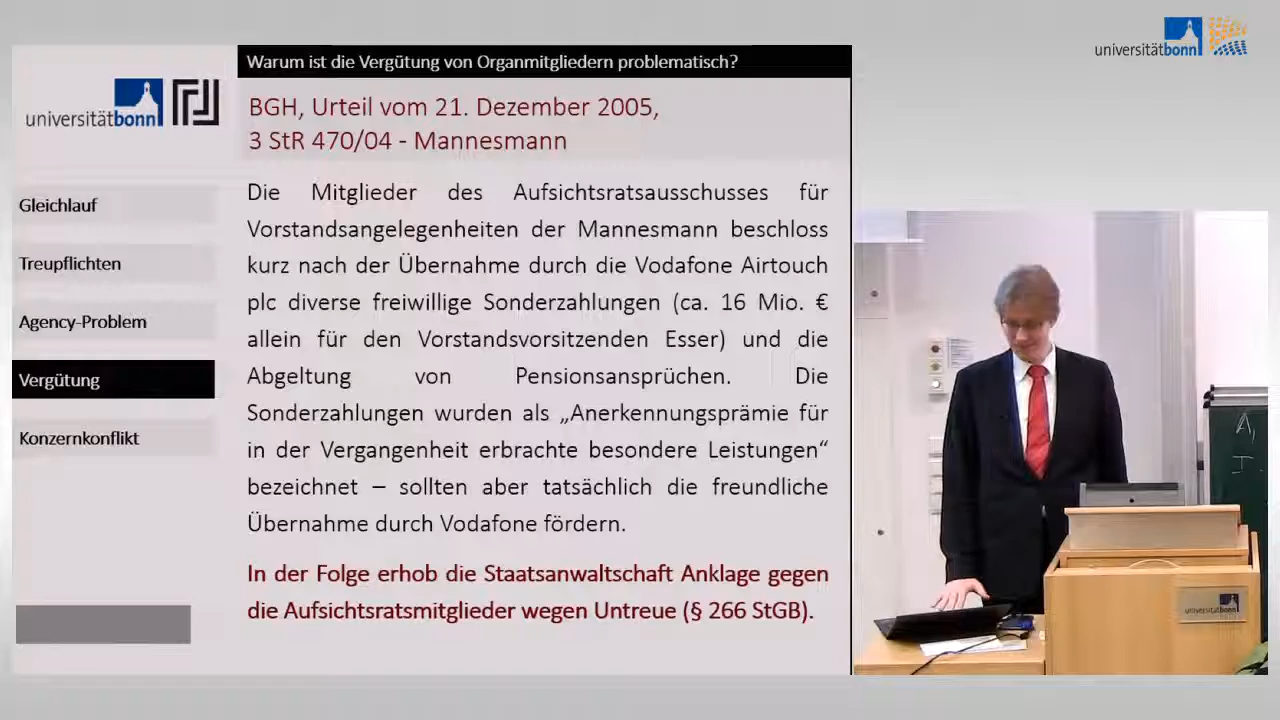 universitätbonn
Warum ist die Vergütung von Organmitgliedern problematisch?
universitätbonn
BGH, Urteil vom 21. Dezember 2005,
3 StR 470/04 - Mannesmann
Gleichlauf
Treupflichten
Agency-Problem
Vergütung
Konzernkonflikt
Die Mitglieder des Aufsichtsratsausschusses für
Vorstandsangelegenheiten der Mannesmann beschloss
kurz nach der Übernahme durch die Vodafone Airtouch
plc diverse freiwillige Sonderzahlungen (ca. 16 Mio. €
allein für den Vorstandsvorsitzenden Esser) und die
Abgeltung von Pensionsansprüchen. Die
Sonderzahlungen wurden als „Anerkennungsprämie für
in der Vergangenheit erbrachte besondere Leistungen“
bezeichnet – sollten aber tatsächlich die freundliche
Übernahme durch Vodafone fördern.
In der Folge erhob die Staatsanwaltschaft Anklage gegen
die Aufsichtsratsmitglieder wegen Untreue (§ 266 StGB).
universitätbonn